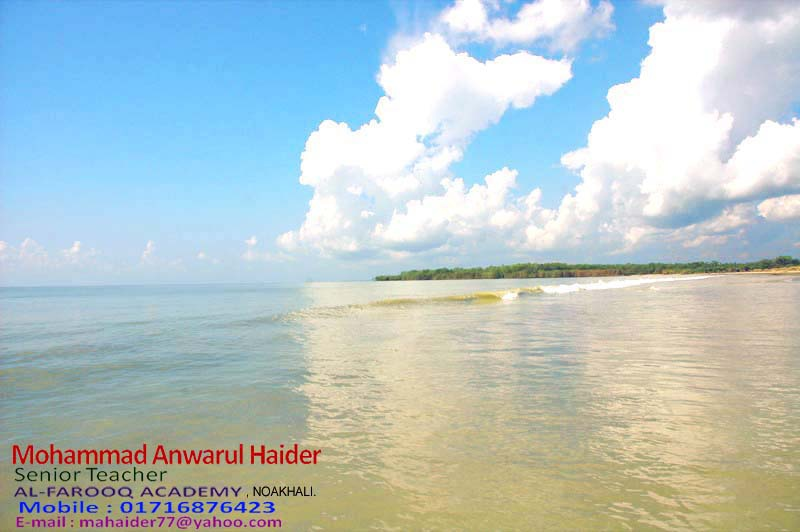 Mohammad Anwarul Haider
Senior Teacher
AL-FAROOQ ACADEMY , NOAKHALI.
Mobile : 01716876423
E-mail : mahaider77@yahoo.com